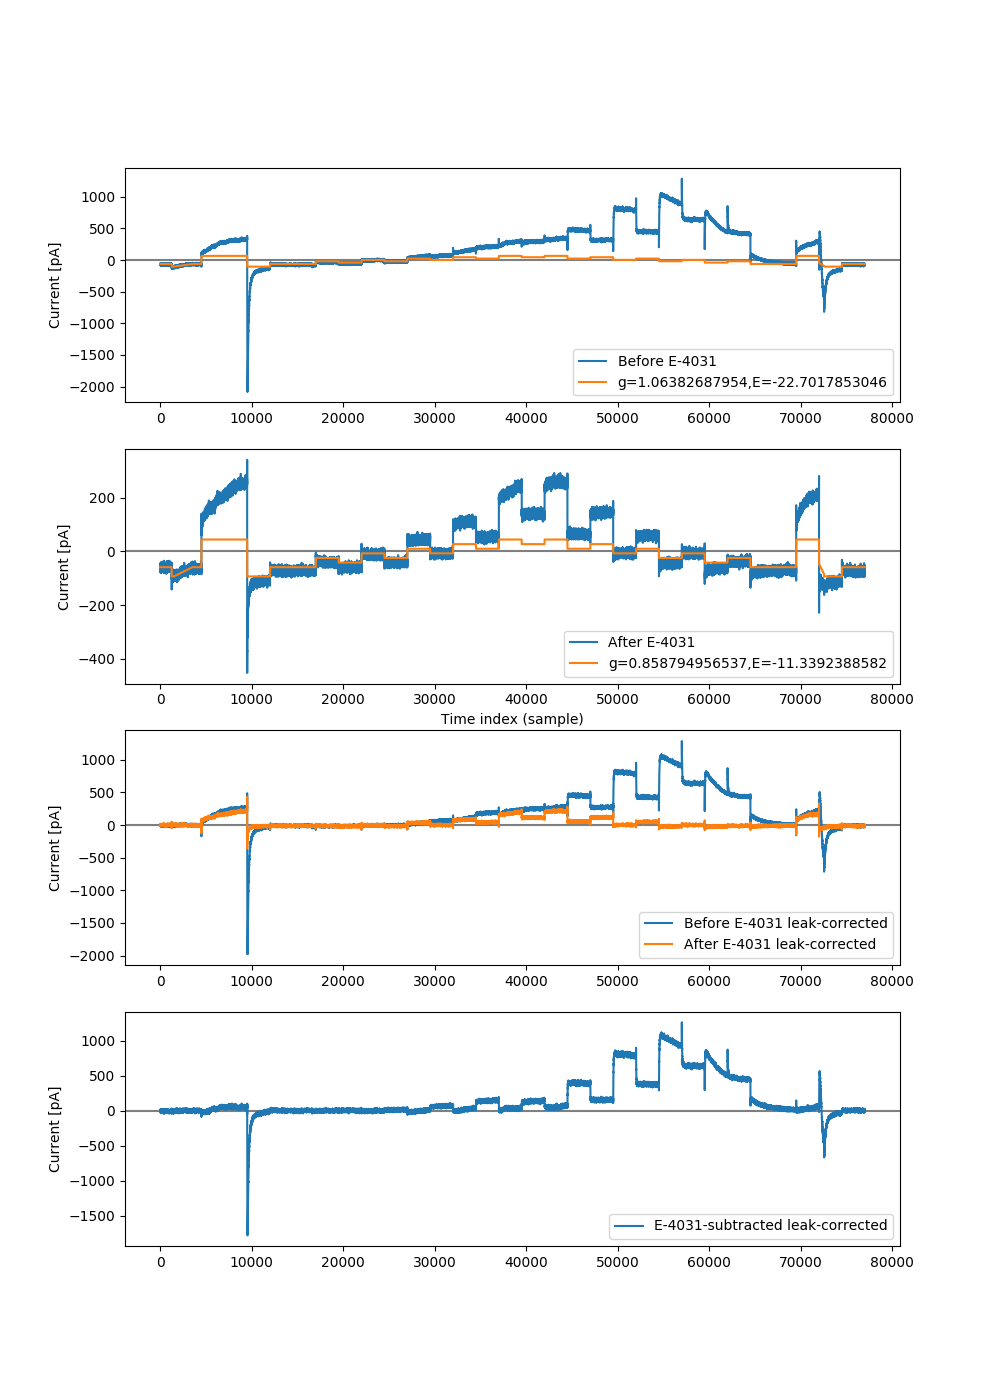 1000
500
0
−500
−1000
−1500
−2000
Current [pA]
Before E-4031
g=1.06382687954,E=-22.7017853046
0 10000 20000 30000 40000 50000 60000 70000 80000
200
0
−200
−400
Current [pA]
After E-4031
g=0.858794956537,E=-11.3392388582
0 10000 20000 30000 40000 50000 60000 70000 80000
Time index (sample)
1000
500
0
−500
−1000
−1500
−2000
Current [pA]
Before E-4031 leak-corrected
After E-4031 leak-corrected
0 10000 20000 30000 40000 50000 60000 70000 80000
1000
500
0
−500
−1000
−1500
Current [pA]
E-4031-subtracted leak-corrected
0 10000 20000 30000 40000 50000 60000 70000 80000